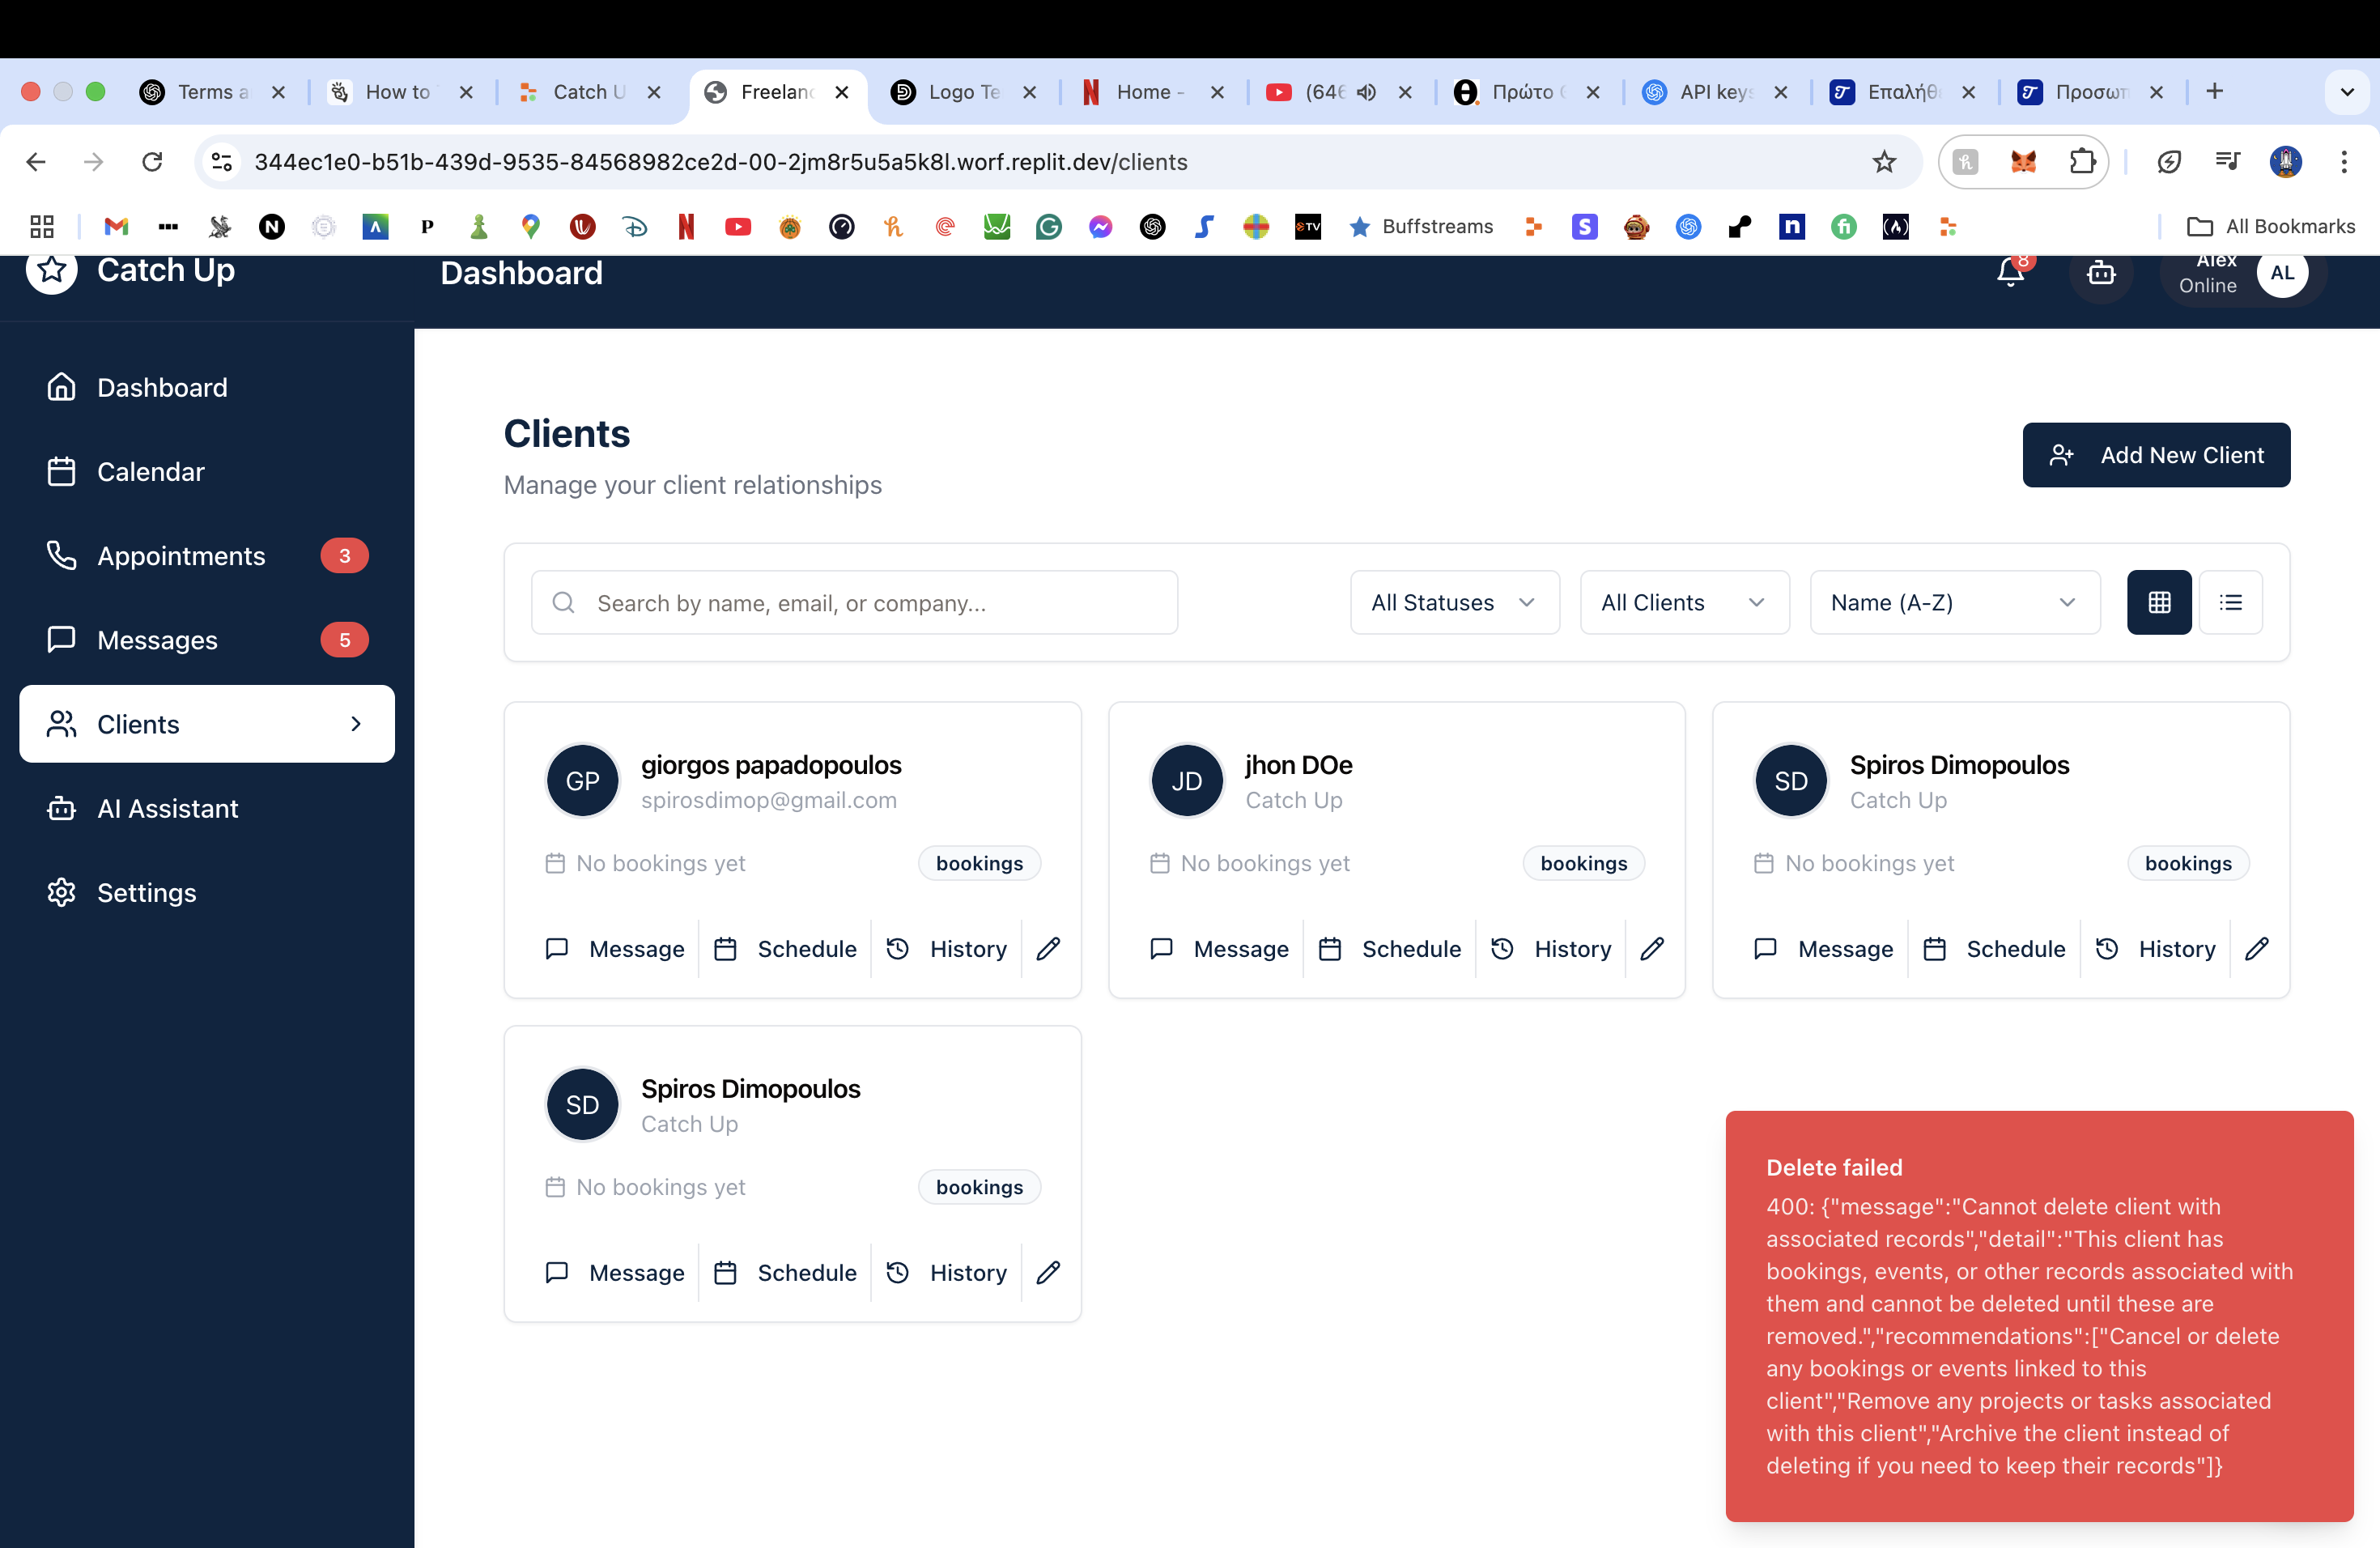 Terms a
How to
Catch U
Freelanc
Logo Te
Home -
(646
Πρώτο
API keys
Επαλήθ
Προσωπ
344ec1e0-b51b-439d-9535-84568982ce2d-00-2jm8r5u5a5k8l.worf.replit.dev/clients
Buffstreams
All Bookmarks
Catch Up
Dashboard
8
Alex
Online
AL
Dashboard
Calendar
Appointments 3
Messages 5
Clients
AI Assistant
Settings
Clients
Manage your client relationships
Add New Client
Search by name, email, or company...
All Statuses
All Clients
Name (A-Z)
GP
giorgos papadopoulos
spirosdimop@gmail.com
No bookings yet
bookings
Message
Schedule
History
JD
jhon DOe
Catch Up
No bookings yet
bookings
Message
Schedule
History
SD
Spiros Dimopoulos
Catch Up
No bookings yet
bookings
Message
Schedule
History
SD
Spiros Dimopoulos
Catch Up
No bookings yet
bookings
Message
Schedule
History
Delete failed
400: {"message":"Cannot delete client with
associated records","detail":"This client has
bookings, events, or other records associated with
them and cannot be deleted until these are
removed.","recommendations":["Cancel or delete
any bookings or events linked to this
client","Remove any projects or tasks associated
with this client","Archive the client instead of
deleting if you need to keep their records"]}